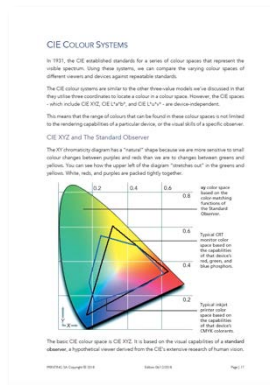 CIE COLOUR SYSTEMS
In 1931, the CIE established standards for a series of colour spaces that represent the
visible spectrum. Using these systems, we can compare the varying colour spaces of
different viewers and devices against repeatable standards.
The CIE colour systems are similar to the other three-value models we've discussed in that
they utilise three coordinates to locate a colour in a colour space. However, the CIE spaces
- which include CIE XYZ, CIE L*a*b*, and CIE L*u*v* - are device-independent.
This means that the range of colours that can be found in these colour spaces is not limited
to the rendering capabilities of a particular device, or the visual skills of a specific observer.
CIE XYZ and The Standard Observer
The XY chromaticity diagram has a "natural" shape because we are more sensitive to small
colour changes between purples and reds than we are to changes between greens and
yellows. You can see how the upper left of the diagram "stretches out" in the greens and
yellows. White, reds, and purples are packed tightly together.
0.2 0.4 0.6
0.8
xy color space
based on the
color-matching
functions of
the Standard
Observer.
0.6
Typical CRT
monitor color
space based on
the capabilities
of that device's
red, green, and
blue phosphors.
0.4
0.2
Typical inkjet
printer color
space based on
the capabilities
of that device's
CMYK colorants.
y
x
The basic CIE colour space is XYZ. It is based on the visual capabilities of a standard
observer, a hypothetical viewer derived from the CIE's extensive research of human vision.